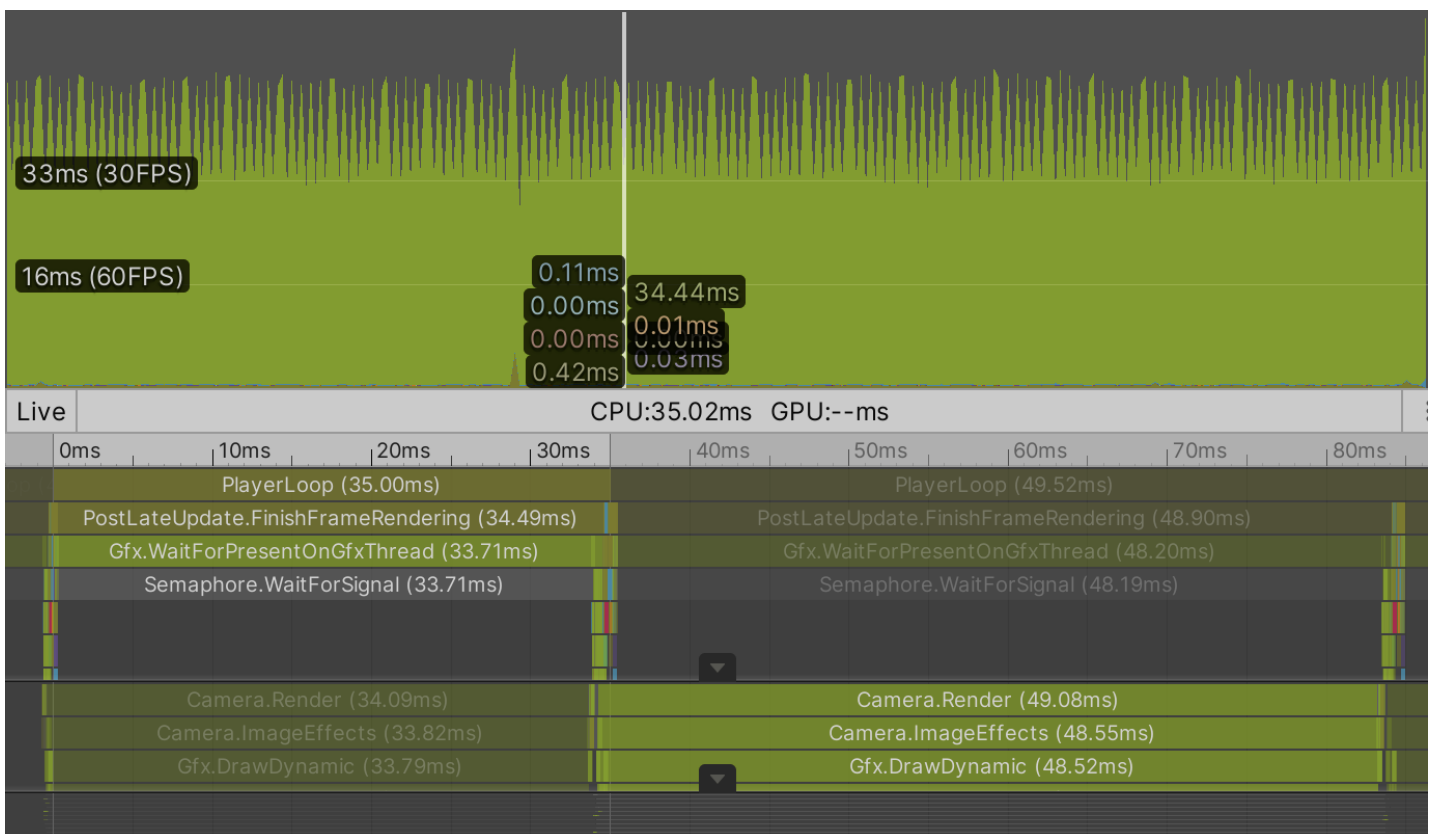 33ms (30FPS)
16ms (60FPS)
0.11ms
34.44ms
0.00ms
0.01ms
0.00ms
0.00ms
0.03ms
0.42ms
Live CPU:35.02ms GPU:--ms
0ms 10ms 20ms 30ms 40ms 50ms 60ms 70ms 80ms
PlayerLoop (35.00ms) PlayerLoop (49.52ms)
PostLateUpdate.FinishFrameRendering (34.49ms) PostLateUpdate.FinishFrameRendering (48.90ms)
Gfx.WaitForPresentOnGfxThread (33.71ms) Gfx.WaitForPresentOnGfxThread (48.20ms)
Semaphore.WaitForSignal (33.71ms) Semaphore.WaitForSignal (48.19ms)
Camera.Render (34.09ms) Camera.Render (49.08ms)
Camera.ImageEffects (33.82ms) Camera.ImageEffects (48.55ms)
Gfx.DrawDynamic (33.79ms) Gfx.DrawDynamic (48.52ms)